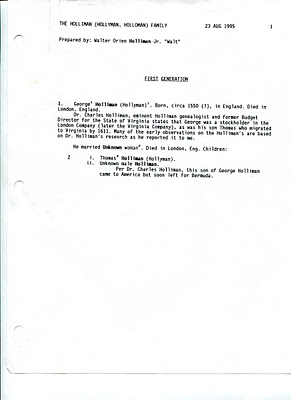 THE HOLLIMAN (HOLLYMAN, HOLLOMAN) FAMILY 23 AUG 1995 1
Prepared by: Walter Orien Holliman Jr. "Walt"
FIRST GENERATION
1. George¹ Holliman (Hollyman)¹. Born, circa 1550 (?), in England. Died in
London, England.
Dr. Charles Holliman, eminent Holliman genealogist and former Budget
Director for the State of Virginia states that George was a stockholder in the
London Company (later the Virginia Company), as was his son Thomas who migrated
to Virginia by [61]. Many of the early observations on the Holliman's are based
on Dr. Holliman's research as he reported it to me.
He married Unknown woman². Died in London, Eng. Children:
2 i. Thomas² Holliman (Hollyman).
ii. Unknown male Holliman.
Per Dr. Charles Holliman, this son of George Holliman
came to America but soon left for Bermuda.